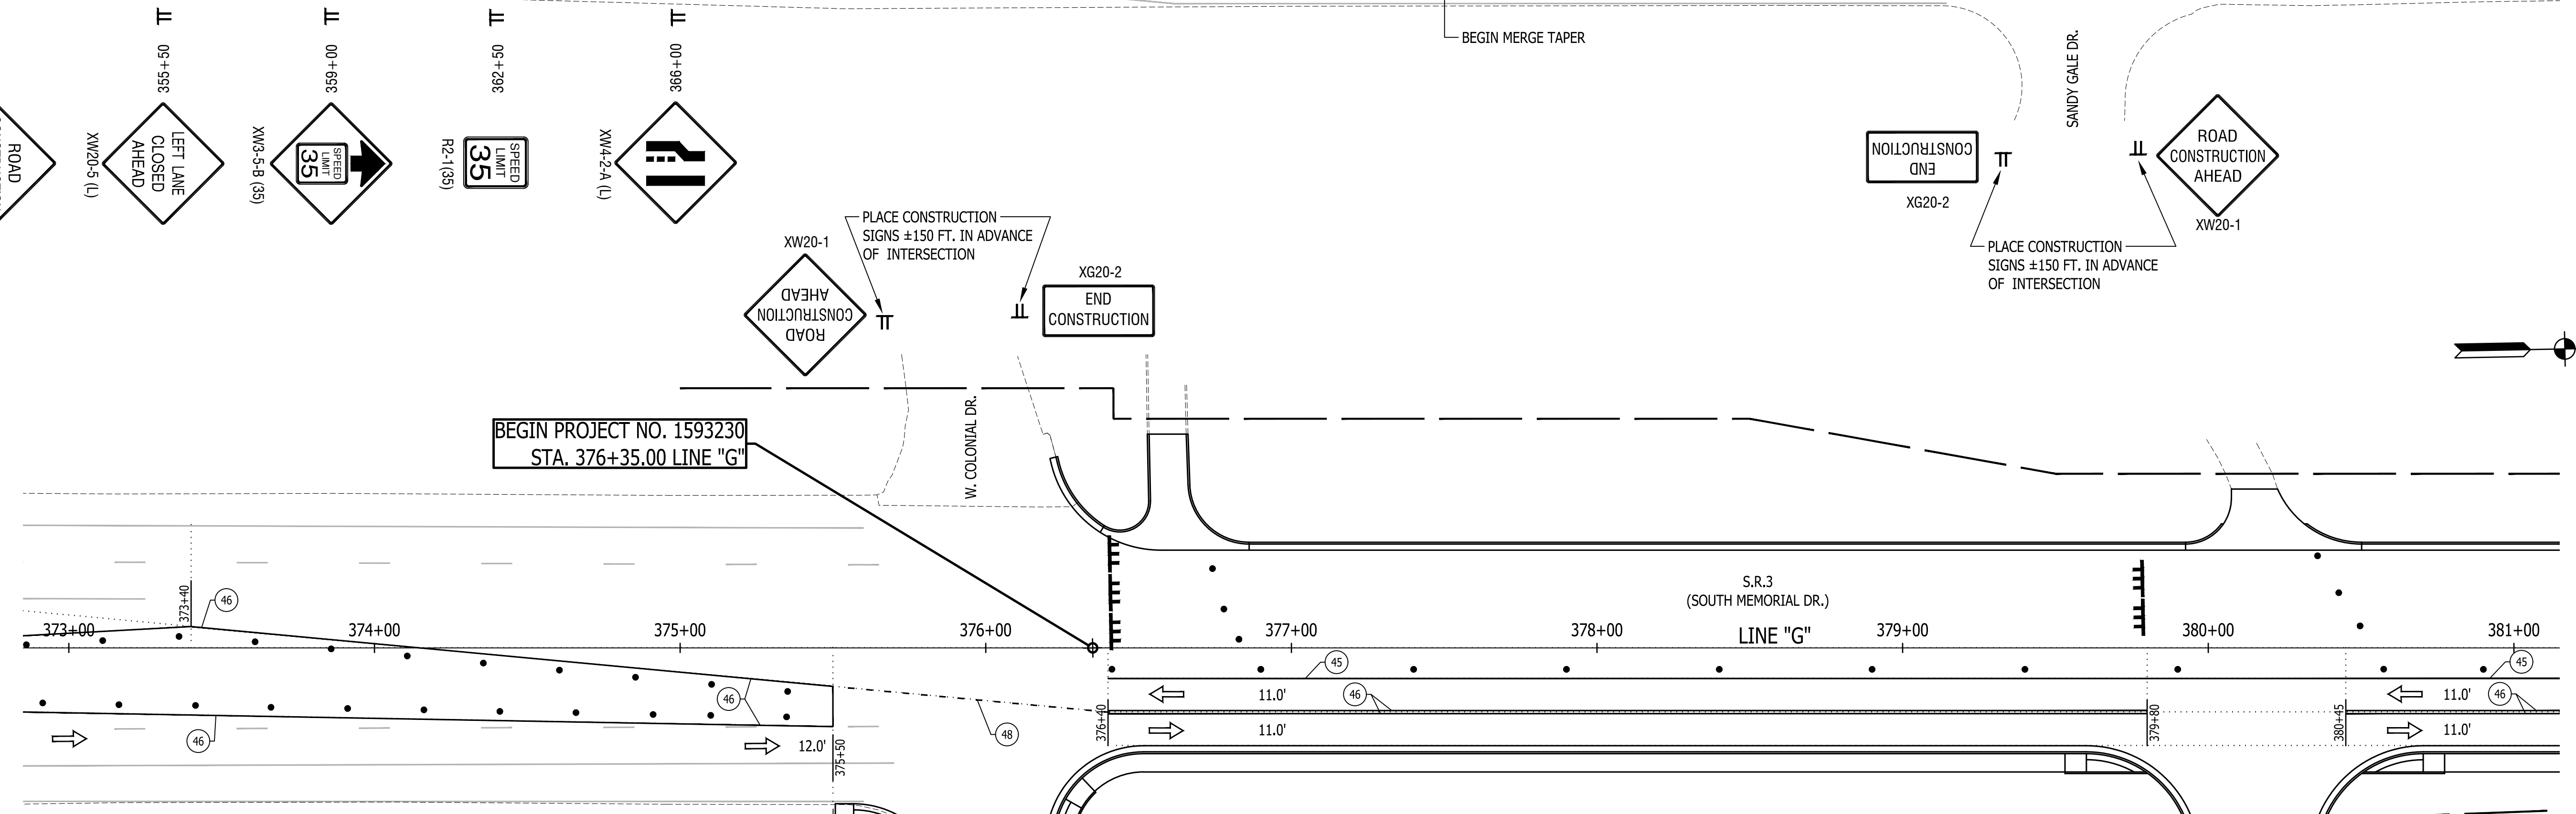 BEGIN MERGE TAPER
SANDY GALE DR.
355+50
359+00
362+50
366+00
ROAD
LEFT LANE
CLOSED
AHEAD
XW20-5 (L)
SPEED
LIMIT
35
XW3-5-B (35)
SPEED
LIMIT
35
R2-1(35)
XW4-2-A (L)
END
CONSTRUCTION
XG20-2
ROAD
CONSTRUCTION
AHEAD
XW20-1
PLACE CONSTRUCTION
SIGNS ±150 FT. IN ADVANCE
OF INTERSECTION
XW20-1
ROAD
CONSTRUCTION
AHEAD
XG20-2
END
CONSTRUCTION
PLACE CONSTRUCTION
SIGNS ±150 FT. IN ADVANCE
OF INTERSECTION
BEGIN PROJECT NO. 1593230
STA. 376+35.00 LINE "G"
W. COLONIAL DR.
S.R.3
(SOUTH MEMORIAL DR.)
LINE "G"
373+00
373+40
46
374+00
375+00
376+00
377+00
378+00
379+00
380+00
381+00
45
45
46
46
46
46
11.0'
11.0'
11.0'
11.0'
12.0'
48
375+50
376+40
379+80
380+45